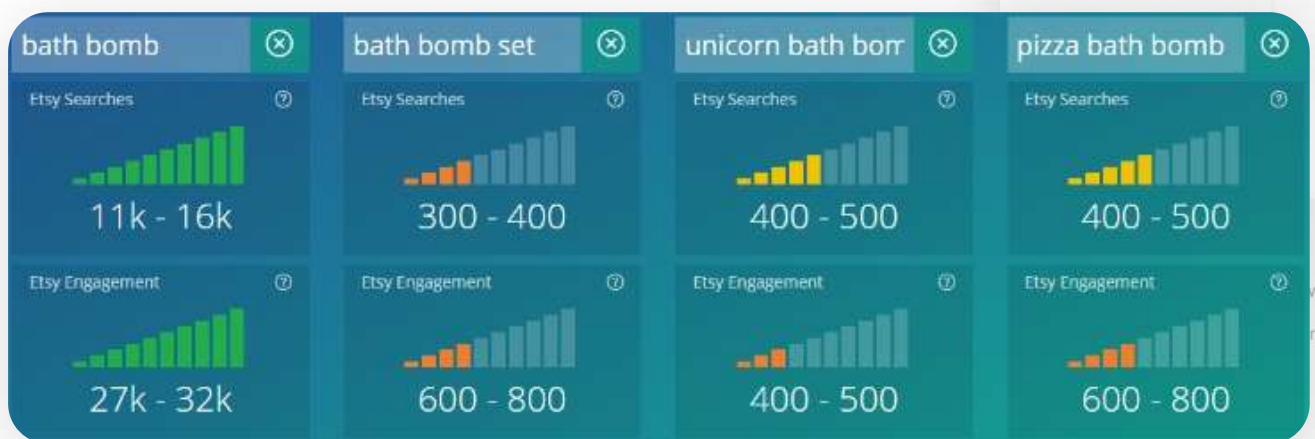 bath bomb
Etsy Searches
11k - 16k
Etsy Engagement
27k - 32k
bath bomb set
Etsy Searches
300 - 400
Etsy Engagement
600 - 800
unicorn bath bom
Etsy Searches
400 - 500
Etsy Engagement
400 - 500
pizza bath bomb
Etsy Searches
400 - 500
Etsy Engagement
600 - 800